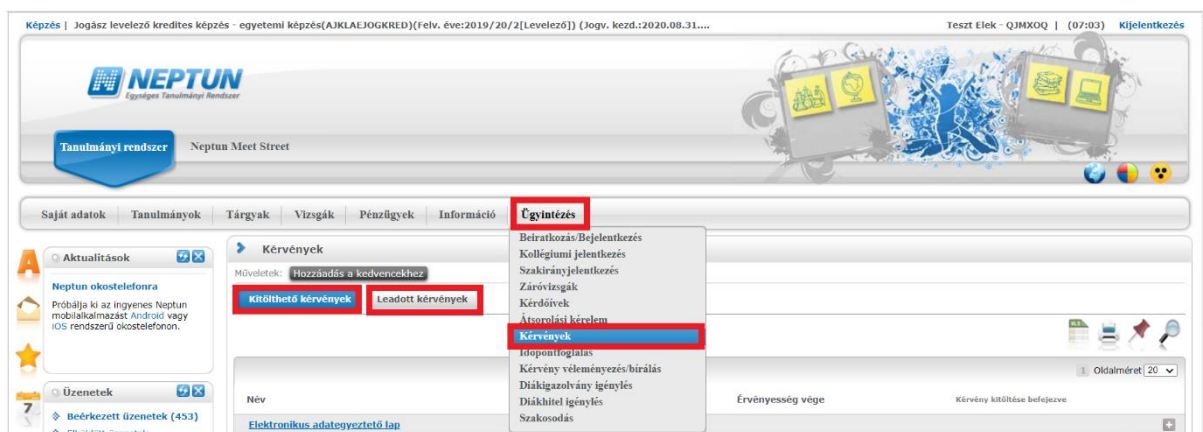 Képzés | Jogász levelező kredites képzés - egyetemi képzés(AJKLAEJOGKRED)(Felv. éve:2019/20/2[Levelező]) (Jogv. kezd.:2020.08.31....
Teszt Elek - QJMXOQ | (07:03) Kijelentkezés
NEPTUN
Egységes Tanulmányi Rendszer
Tanulmányi rendszer Neptun Meet Street
Saját adatok Tanulmányok Tárgyak Vizsgák Pénzügyek Információ Ügyintézés
Beiratkozás/Bejelentkezés
Kollégiumi jelentkezés
Szakirányjelentkezés
Záróvizsgák
Kérdőívek
Átsorolási kérelem
Kérvények
Időpontfoglalás
Kérvény véleményezés/bírálás
Diákigazolvány igénylés
Diákhitel igénylés
Szakosodás
Aktualitások
Neptun okostelefonra
Próbálja ki az ingyenes Neptun
mobilalkalmazást Android vagy
iOS rendszerű okostelefonon.
7
Üzenetek
Beérkezett üzenetek (453)
Kérvények
Műveletek: Hozzáadás a kedvencekhez
Kitölthető kérvények Leadott kérvények
1 Oldalméret 20
Név Érvényesség vége Kérvény kitöltése befejezve
Elektronikus adategyeztető lap